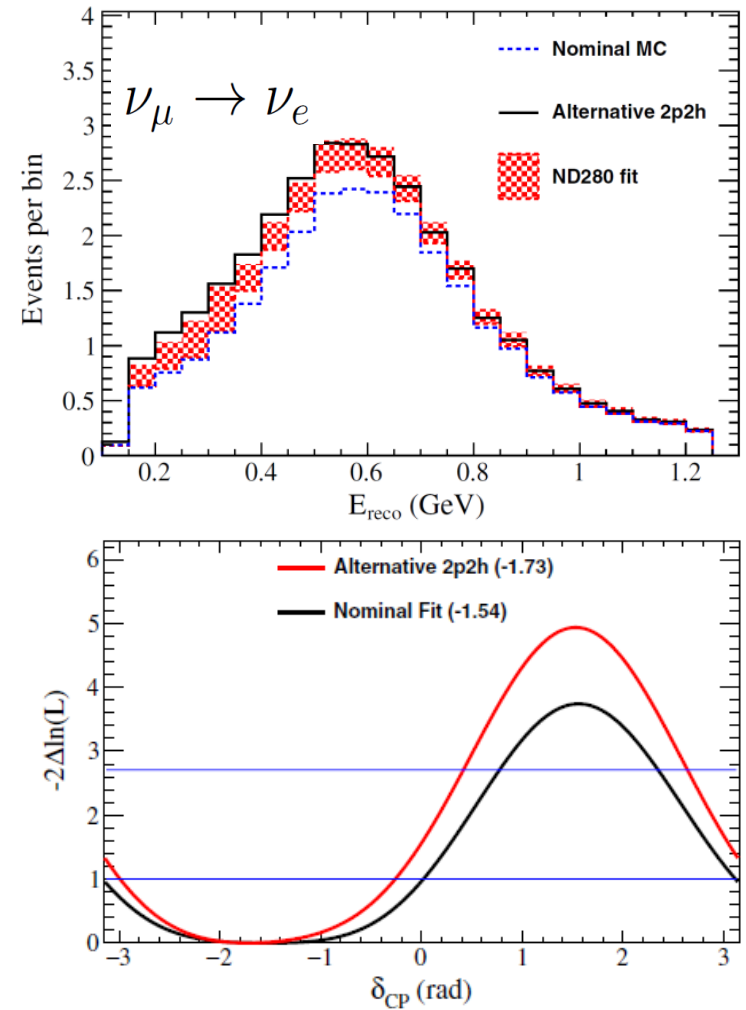 4
3.5
3
2.5
2
1.5
1
0.5
0
Events per bin
ν_μ → ν_e
Nominal MC
Alternative 2p2h
ND280 fit
0.2 0.4 0.6 0.8 1 1.2
E_reco (GeV)
6
5
4
3
2
1
0
-2Δln(L)
Alternative 2p2h (-1.73)
Nominal Fit (-1.54)
−3 −2 −1 0 1 2 3
δ_CP (rad)